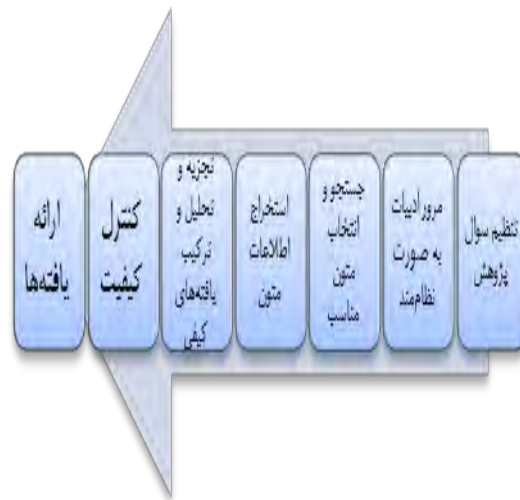 تنظیم سوال
پژوهش
مرور ادبیات
به صورت
نظام‌مند
جستجو و
انتخاب
متون
مناسب
استخراج
اطلاعات
متون
تجزیه و
تحلیل و
ترکیب
یافته‌های
کیفی
کنترل
کیفیت
ارائه
یافته‌ها